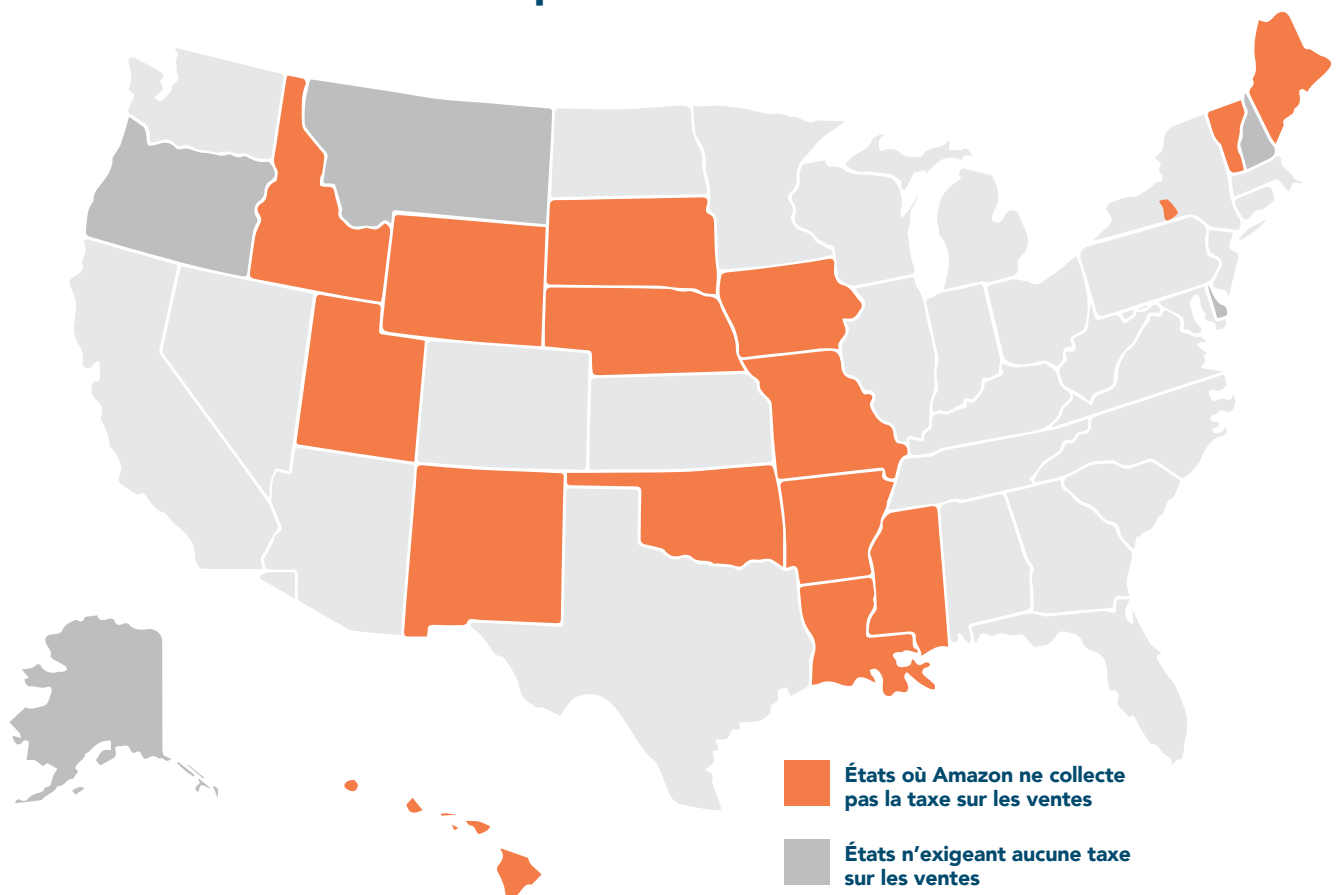 États où Amazon ne collecte
pas la taxe sur les ventes
États n'exigeant aucune taxe
sur les ventes